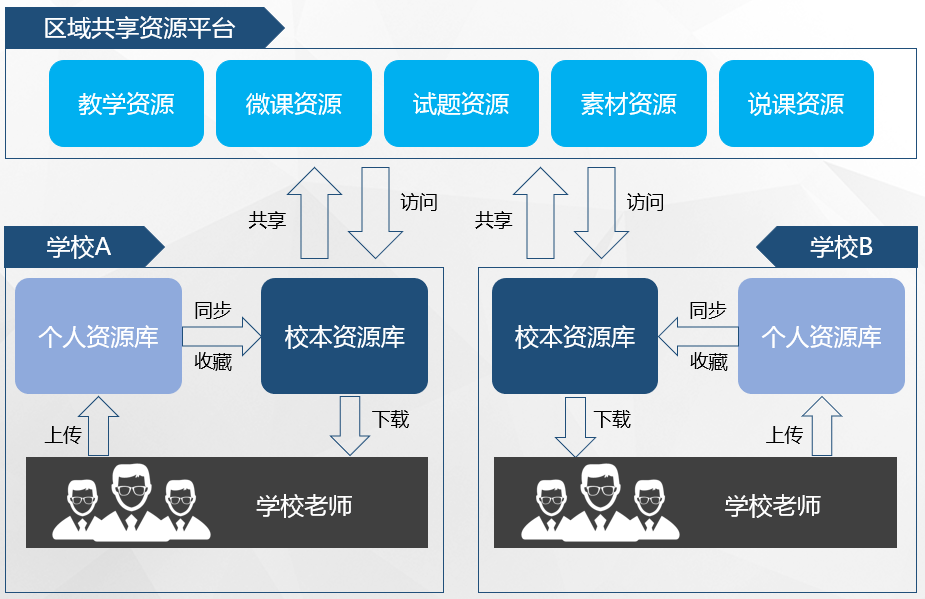 区域共享资源平台
教学资源
微课资源
试题资源
素材资源
说课资源
共享
访问
共享
访问
学校A
学校B
个人资源库
同步
收藏
校本资源库
校本资源库
同步
收藏
个人资源库
上传
下载
下载
上传
学校老师
学校老师